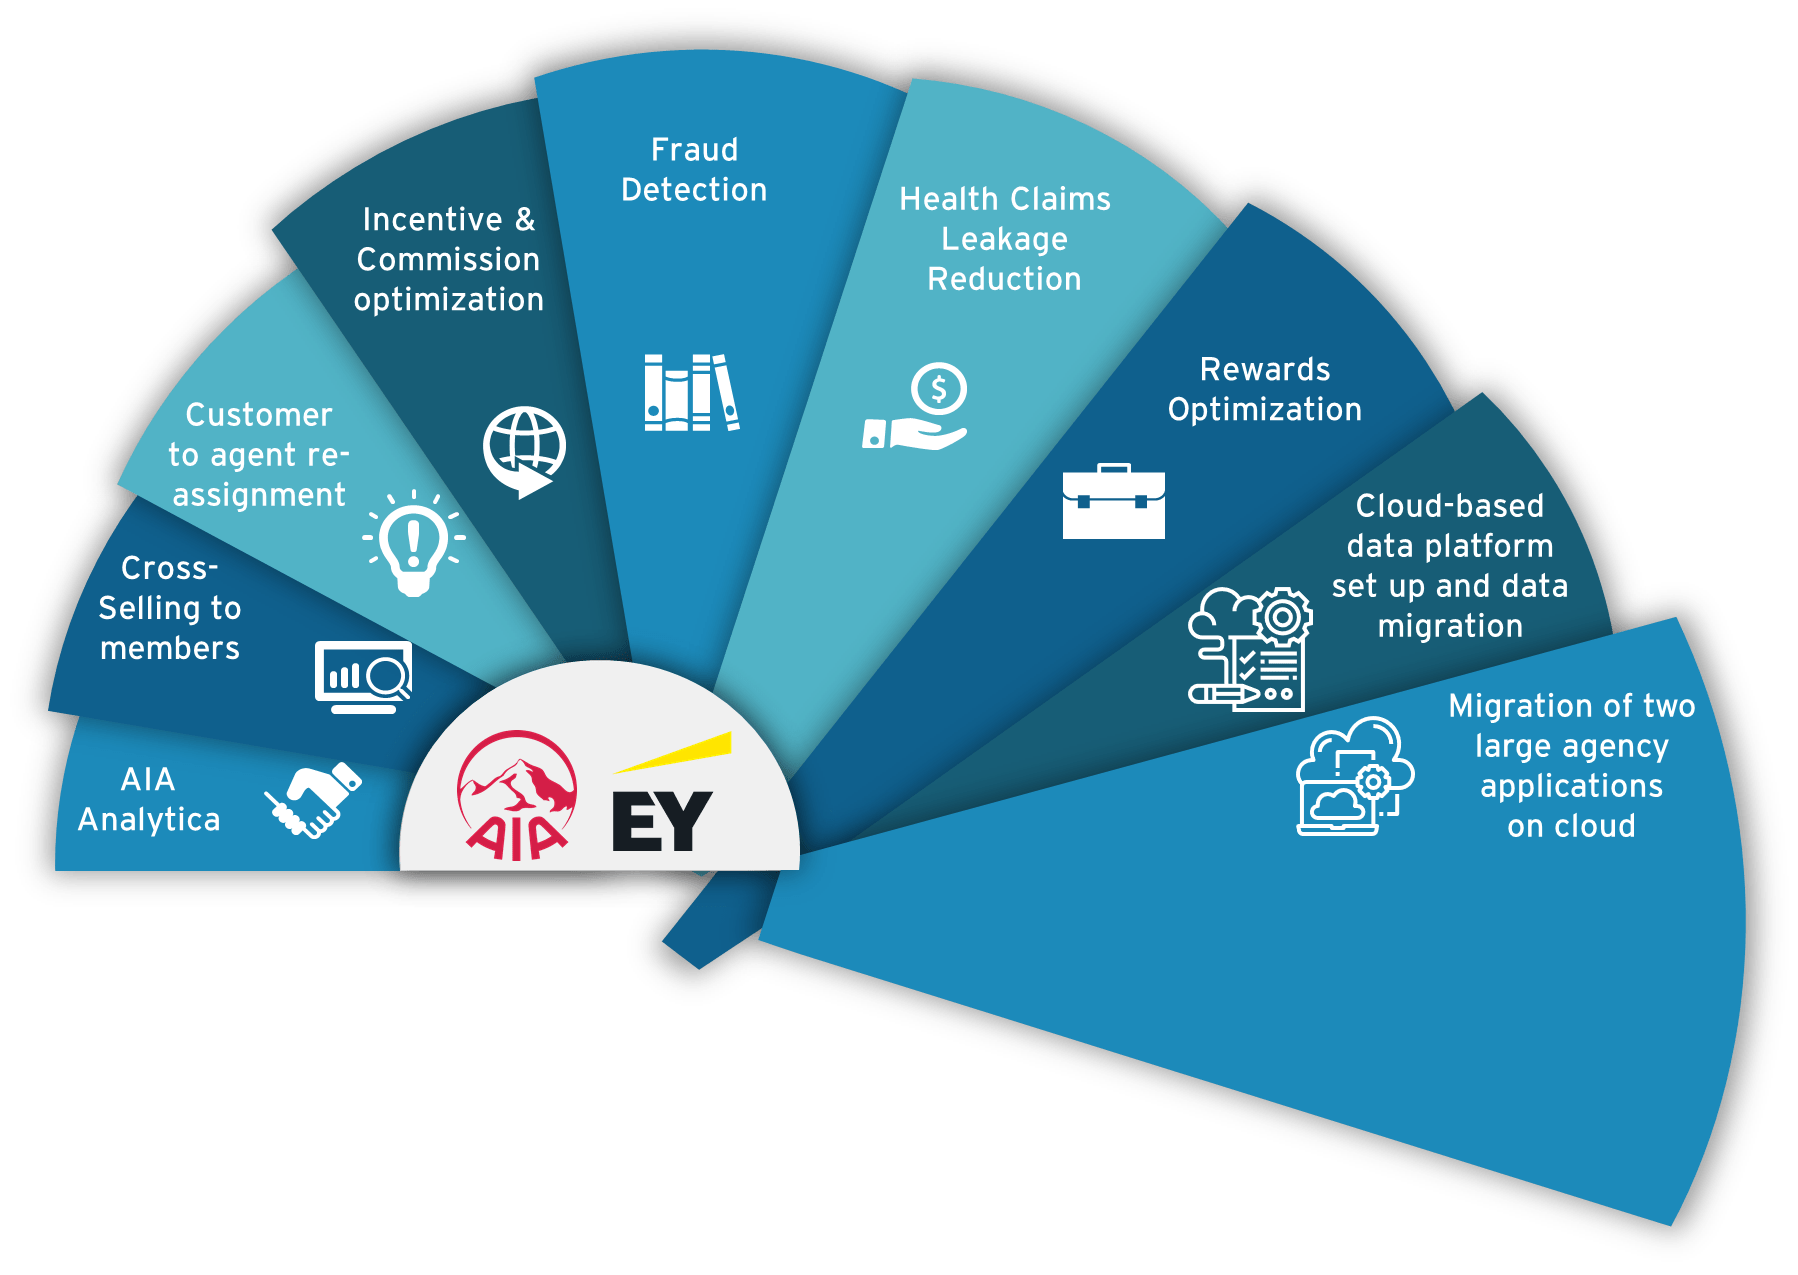 Fraud
Detection
Health Claims
Leakage
Reduction
Incentive &
Commission
optimization
Rewards
Optimization
Customer
to agent re-
assignment
Cloud-based
data platform
set up and data
migration
Cross-
Selling to
members
Migration of two
large agency
applications
on cloud
AIA
Analytica
AIA
EY
$